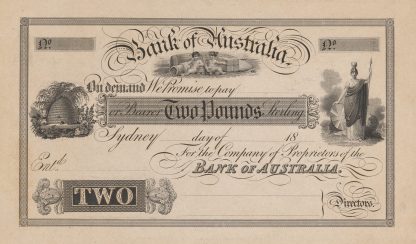 No
Bank of Australia.
No
On demand We Promise to pay
or Bearer Two Pounds Sterling
Sydney day of 18
For the Company of Proprietors of the
BANK OF AUSTRALIA.
Entd.
TWO
Directors.